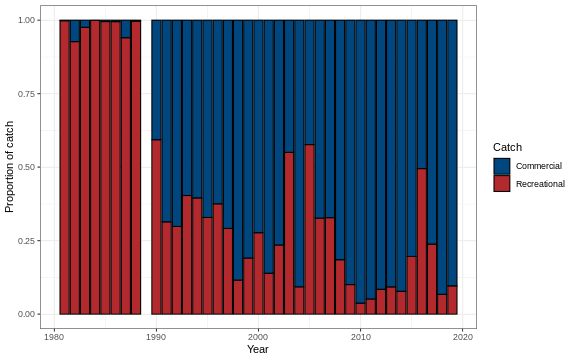 1.00
0.75
0.50
0.25
0.00
Proportion of catch
1980
1990
2000
2010
2020
Year
Catch
Commercial
Recreational